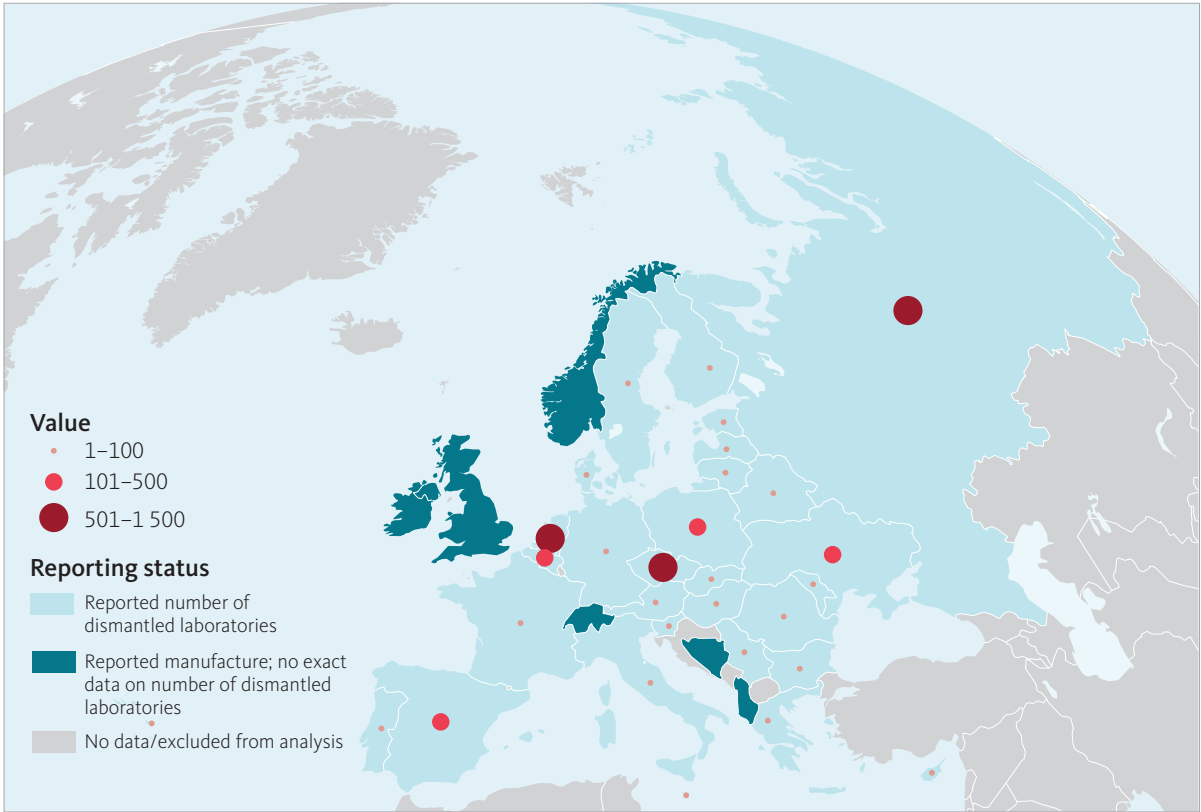 Value
1–100
101–500
501–1 500
Reporting status
Reported number of
dismantled laboratories
Reported manufacture; no exact
data on number of dismantled
laboratories
No data/excluded from analysis